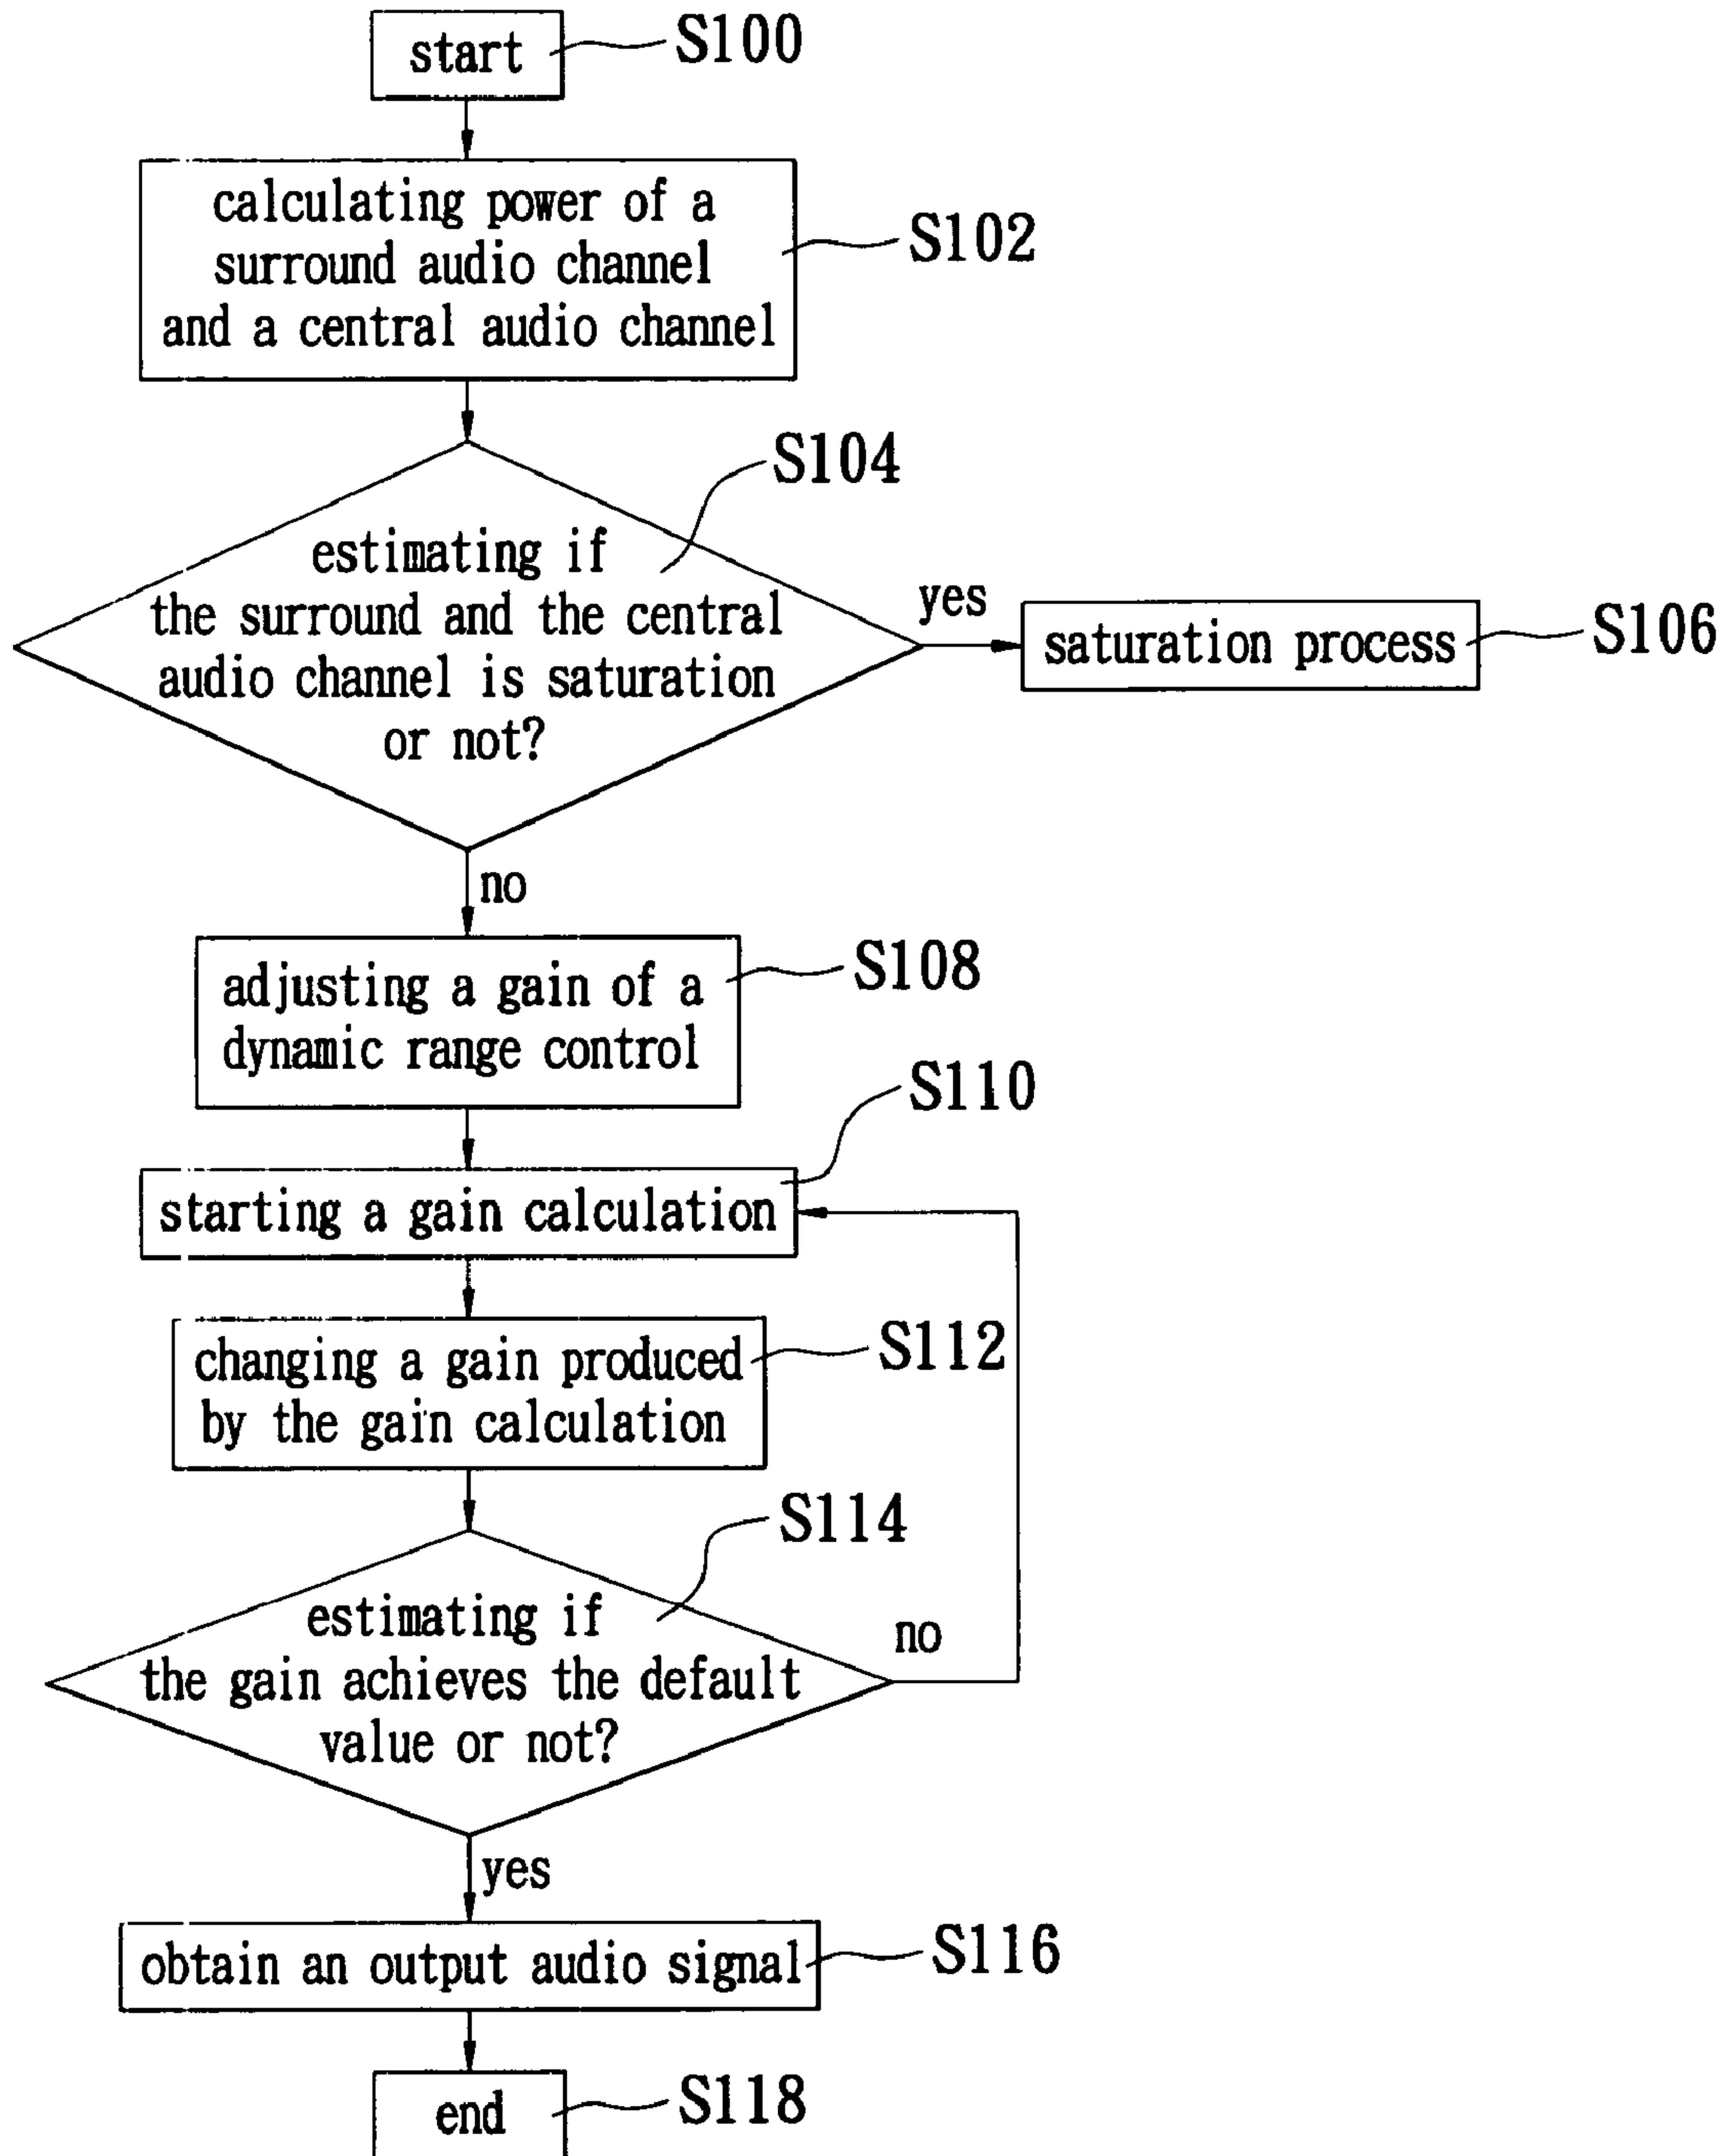 start
S100
calculating power of a
surround audio channel
and a central audio channel
S102
S104
estimating if
the surround and the central
audio channel is saturation
or not?
yes
saturation process
S106
no
adjusting a gain of a
dynamic range control
S108
S110
starting a gain calculation
changing a gain produced
by the gain calculation
S112
S114
estimating if
the gain achieves the default
value or not?
no
yes
obtain an output audio signal
S116
end
S118